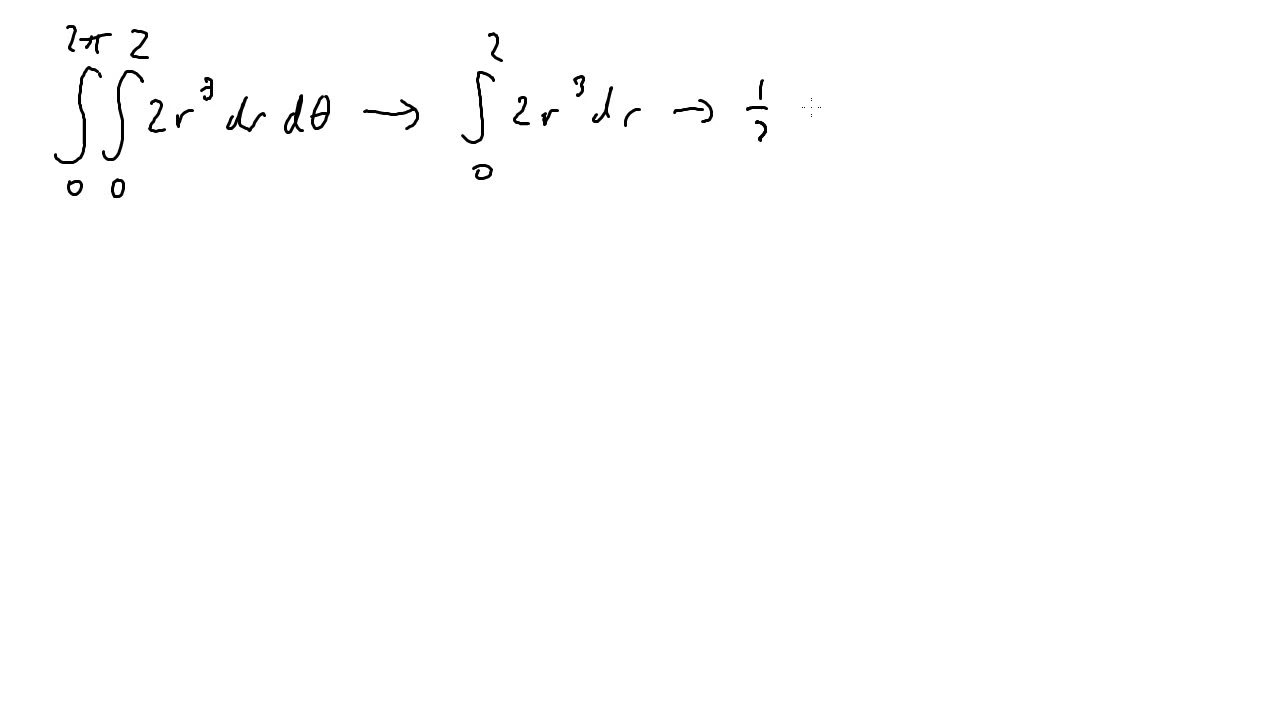 ∫₀^{2π} ∫₀^{2} 2r³ dr dθ → ∫₀^{2} 2r³ dr → 1/2